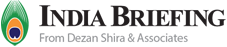 INDIA BRIEFING
From Dezan Shira & Associates